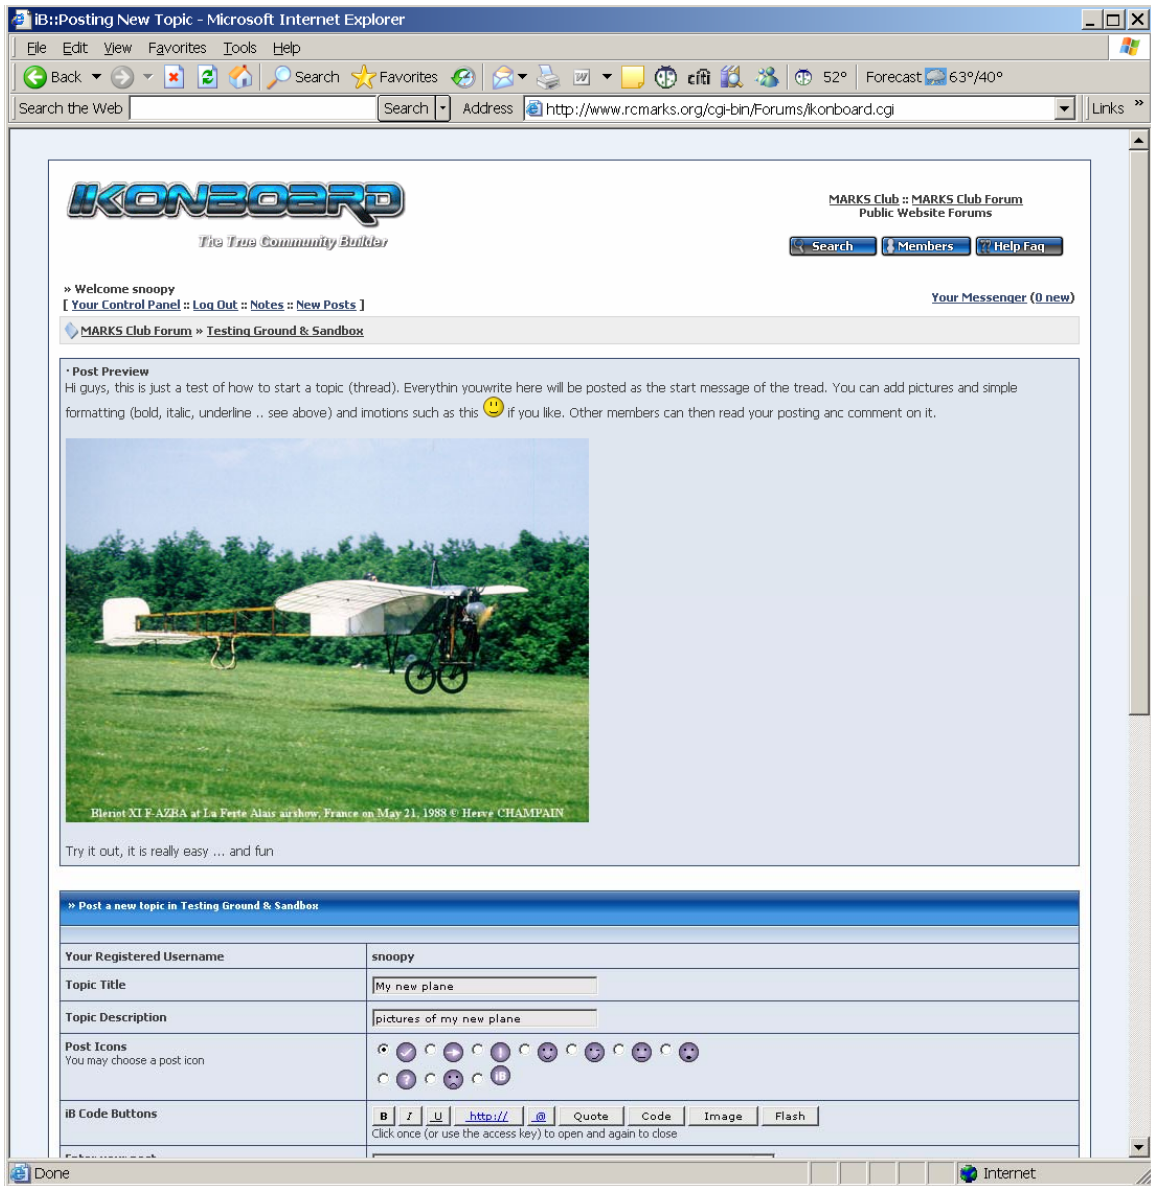 iB::Posting New Topic - Microsoft Internet Explorer
File Edit View Favorites Tools Help
Back Search Favorites citi 52° Forecast 63°/40°
Search the Web Search Address http://www.rcmarks.org/cgi-bin/Forums/ikonboard.cgi Links »
IKONBOARD
The True Community Builder
MARKS Club :: MARKS Club Forum
Public Website Forums
Search Members Help Faq
» Welcome snoopy
[ Your Control Panel :: Log Out :: Notes :: New Posts ]
Your Messenger (0 new)
MARKS Club Forum » Testing Ground & Sandbox
· Post Preview
Hi guys, this is just a test of how to start a topic (thread). Everythin youwrite here will be posted as the start message of the tread. You can add pictures and simple
formatting (bold, italic, underline .. see above) and imotions such as this if you like. Other members can then read your posting anc comment on it.
Bleriot XI F-AZBA at La Ferte Alais airshow, France on May 21, 1988 © Hervé CHAMPAIN
Try it out, it is really easy ... and fun
» Post a new topic in Testing Ground & Sandbox
Your Registered Username snoopy
Topic Title My new plane
Topic Description pictures of my new plane
Post Icons
You may choose a post icon
iB
iB Code Buttons B I U http:// @ Quote Code Image Flash
Click once (or use the access key) to open and again to close
Enter your post
Done Internet